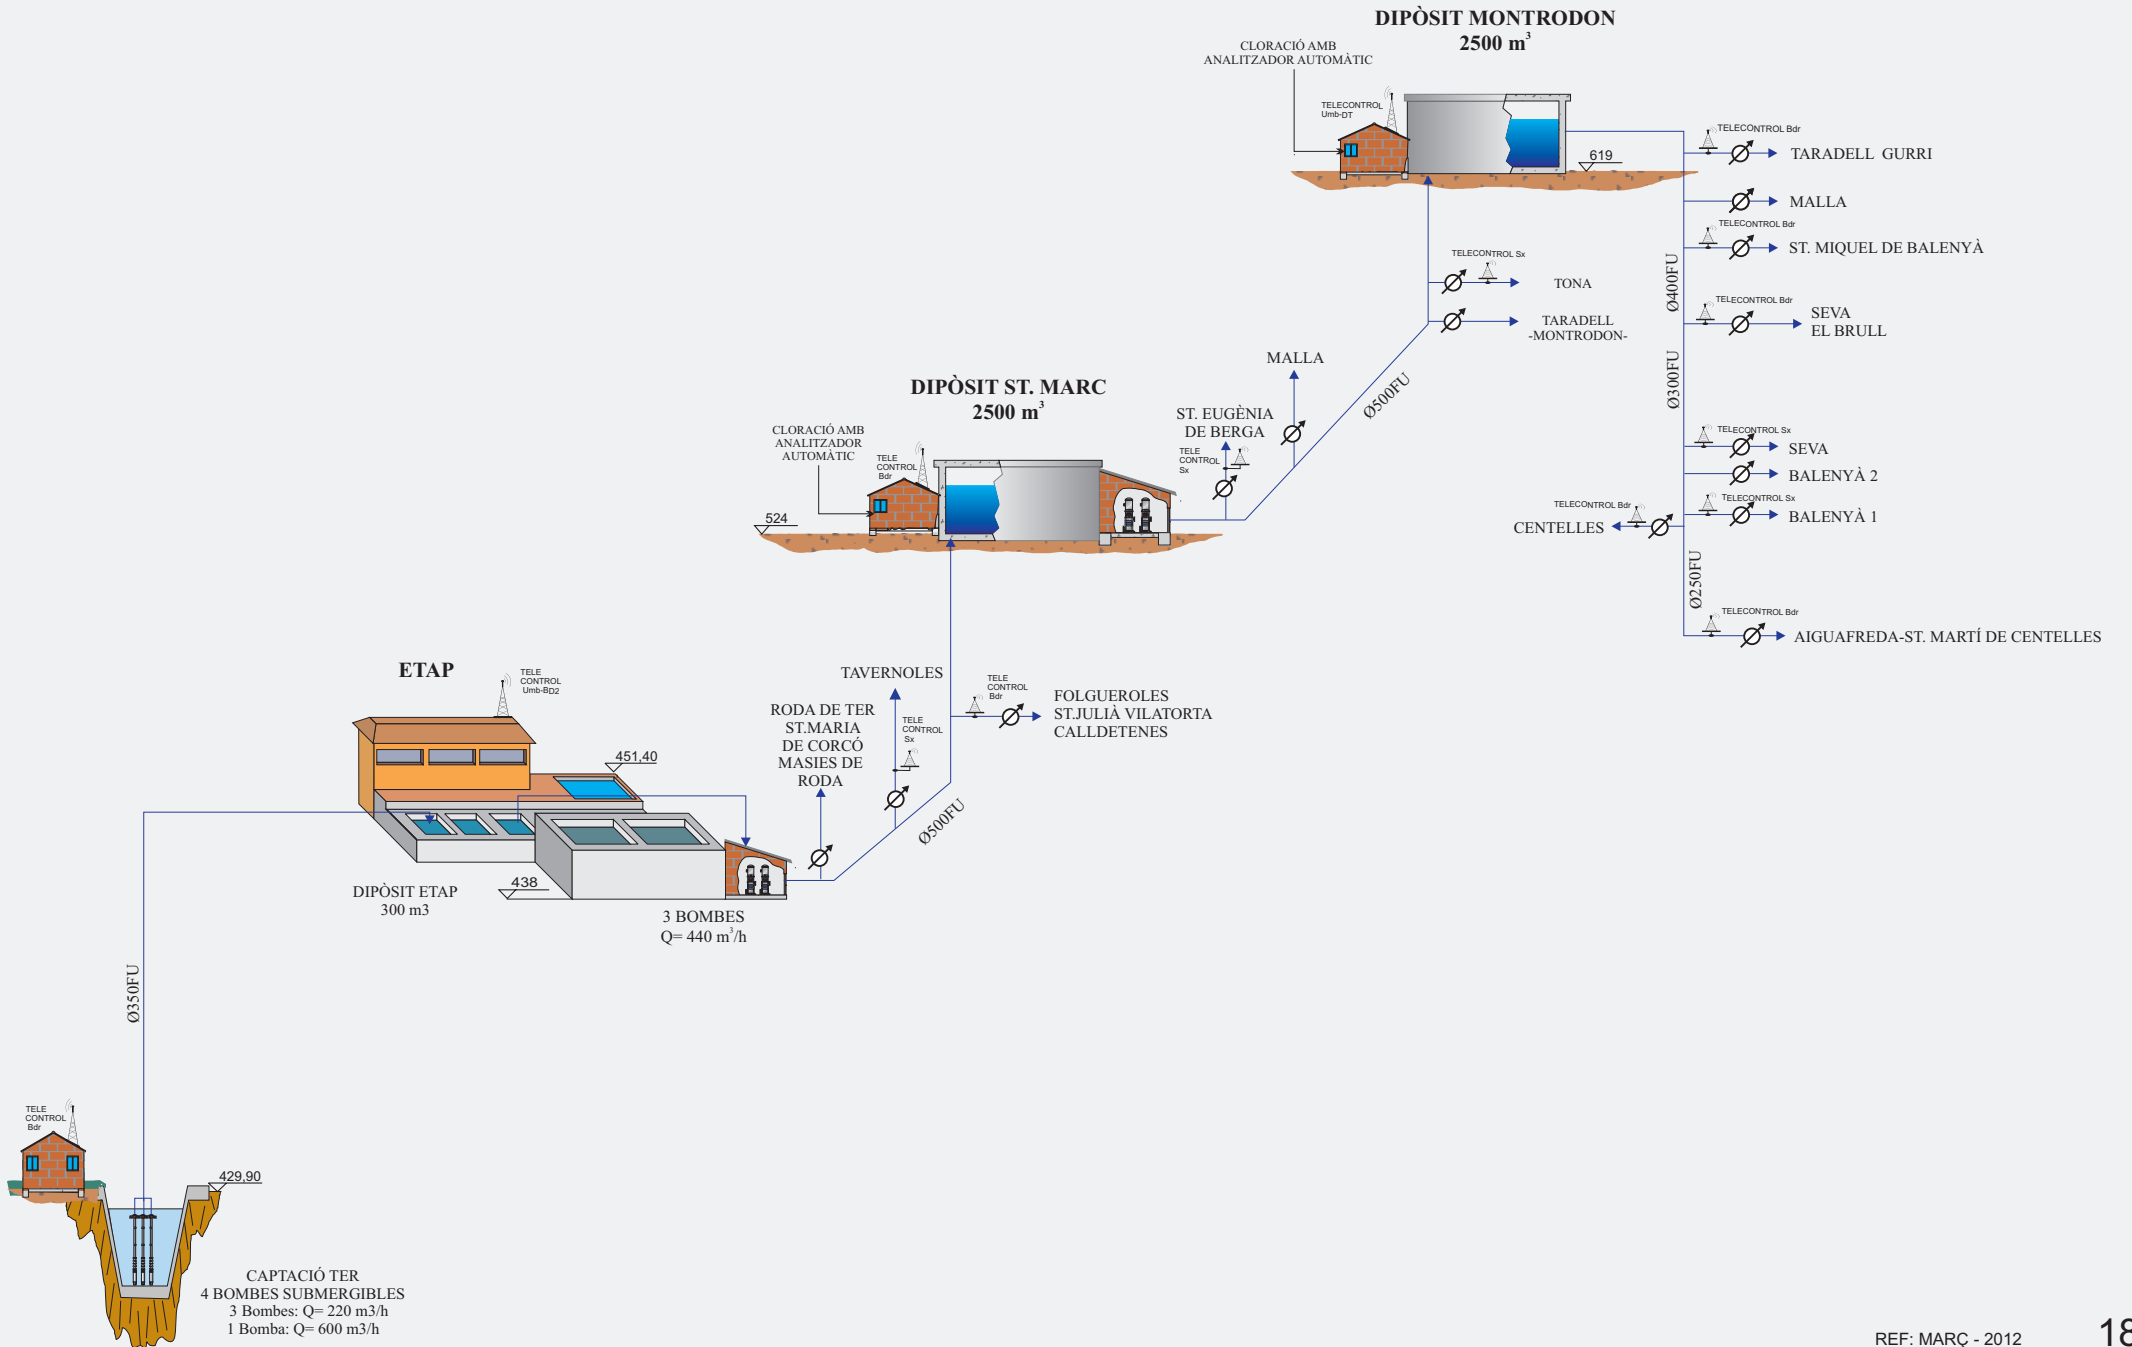 DIPÒSIT MONTRODON
2500 m³
CLORACIÓ AMB
ANALITZADOR AUTOMÀTIC
TELECONTROL
Umb-DT
619
TELECONTROL Bdr
TARADELL GURRI
MALLA
TELECONTROL Bdr
ST. MIQUEL DE BALENYÀ
Ø400FU
TELECONTROL Bdr
SEVA
EL BRULL
Ø300FU
TELECONTROL Sx
SEVA
BALENYÀ 2
TELECONTROL Sx
BALENYÀ 1
TELECONTROL Bdr
CENTELLES
Ø250FU
TELECONTROL Bdr
AIGUAFREDA-ST. MARTÍ DE CENTELLES
TELECONTROL Sx
TONA
TARADELL
-MONTRODON-
Ø500FU
MALLA
ST. EUGÈNIA
DE BERGA
TELE
CONTROL
Sx
DIPÒSIT ST. MARC
2500 m³
CLORACIÓ AMB
ANALITZADOR
AUTOMÀTIC
TELE
CONTROL
Bdr
524
ETAP
TELE
CONTROL
Umb-BD2
451,40
TAVERNOLES
TELE
CONTROL
Sx
RODA DE TER
ST.MARIA
DE CORCÓ
MASIES DE
RODA
TELE
CONTROL
Bdr
FOLGUEROLES
ST.JULIÀ VILATORTA
CALLDETENES
Ø500FU
DIPÒSIT ETAP
300 m3
438
3 BOMBES
Q= 440 m³/h
Ø350FU
TELE
CONTROL
Bdr
429,90
CAPTACIÓ TER
4 BOMBES SUBMERGIBLES
3 Bombes: Q= 220 m3/h
1 Bomba: Q= 600 m3/h
REF: MARÇ - 2012
18